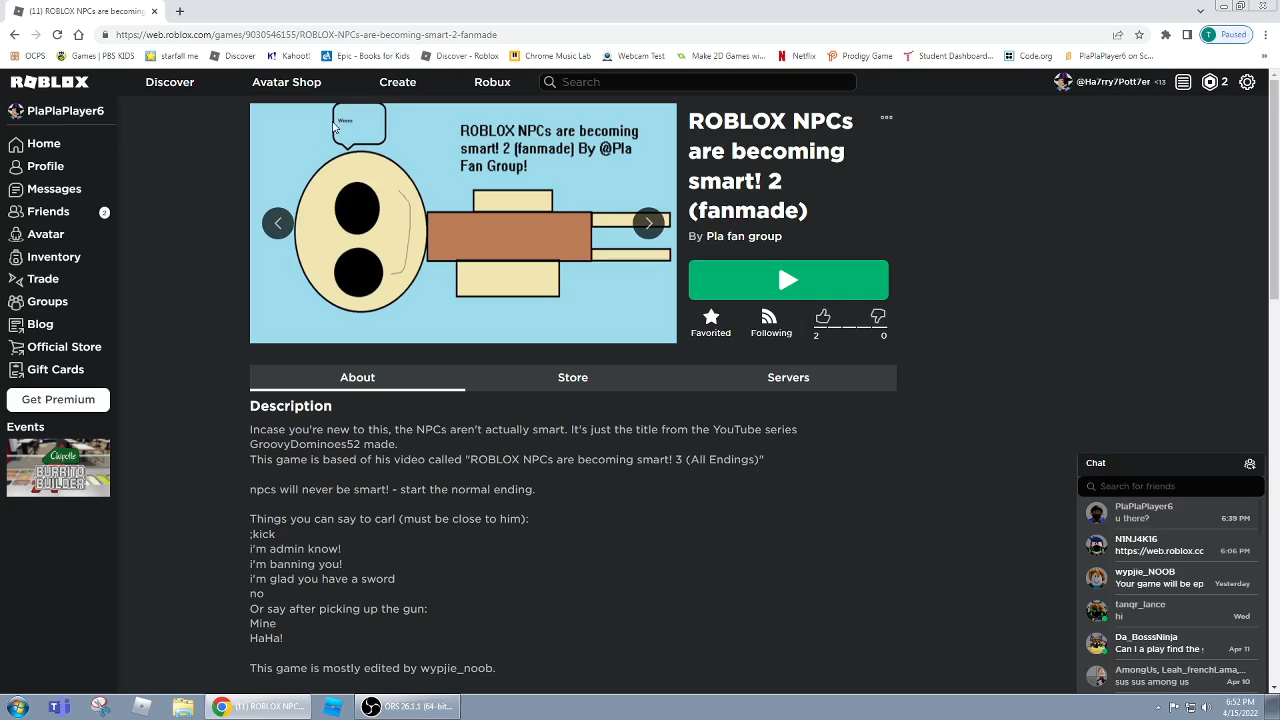 (11) ROBLOX NPCs are becoming
https://web.roblox.com/games/9030546155/ROBLOX-NPCs-are-becoming-smart-2-fanmade
T Paused
OCPS Games | PBS KIDS starfall game Discover Kahoot! Epic - Books for Kids Discover - Roblox Chrome Music Lab Webcam Test Make 2D Games wit... Netflix Prodigy Student Dashboard... Code.org PlaPlaPlayer6 on Sc...
ROBLOX Discover Avatar Shop Create Robux Search @Ha7rry7Pott7er <13 2
PlaPlaPlayer6
Home
Profile
Messages
Friends 2
Avatar
Inventory
Trade
Groups
Blog
Official Store
Gift Cards
Get Premium
Events
Chipotle
BURRITO
BUILDER
Weeee
ROBLOX NPCs are becoming
smart! 2 (fanmade) By @Pla
Fan Group!
ROBLOX NPCs
are becoming
smart! 2
(fanmade)
By Pla fan group
Favorited Following 2 0
About Store Servers
Description
Incase you're new to this, the NPCs aren't actually smart. It's just the title from the YouTube series
GroovyDominoes52 made.
This game is based of his video called "ROBLOX NPCs are becoming smart! 3 (All Endings)"
npcs will never be smart! - start the normal ending.
Things you can say to carl (must be close to him):
;kick
i'm admin know!
i'm banning you!
i'm glad you have a sword
no
Or say after picking up the gun:
Mine
HaHa!
This game is mostly edited by wypjie_noob.
Chat
Search for friends
PlaPlaPlayer6
u there? 6:39 PM
N1NJ4K16
https://web.roblox.cc 6:06 PM
wypjie_NOOB
Your game will be ep Yesterday
tanqr_lance
hi Wed
Da_BosssNinja
Can I a play find the Apr 11
AmongUs, Leah_frenchLama,...
sus sus among us Apr 10
(11) ROBLOX NPC... OBS 26.1.1 (64-bit...
6:52 PM
4/15/2022